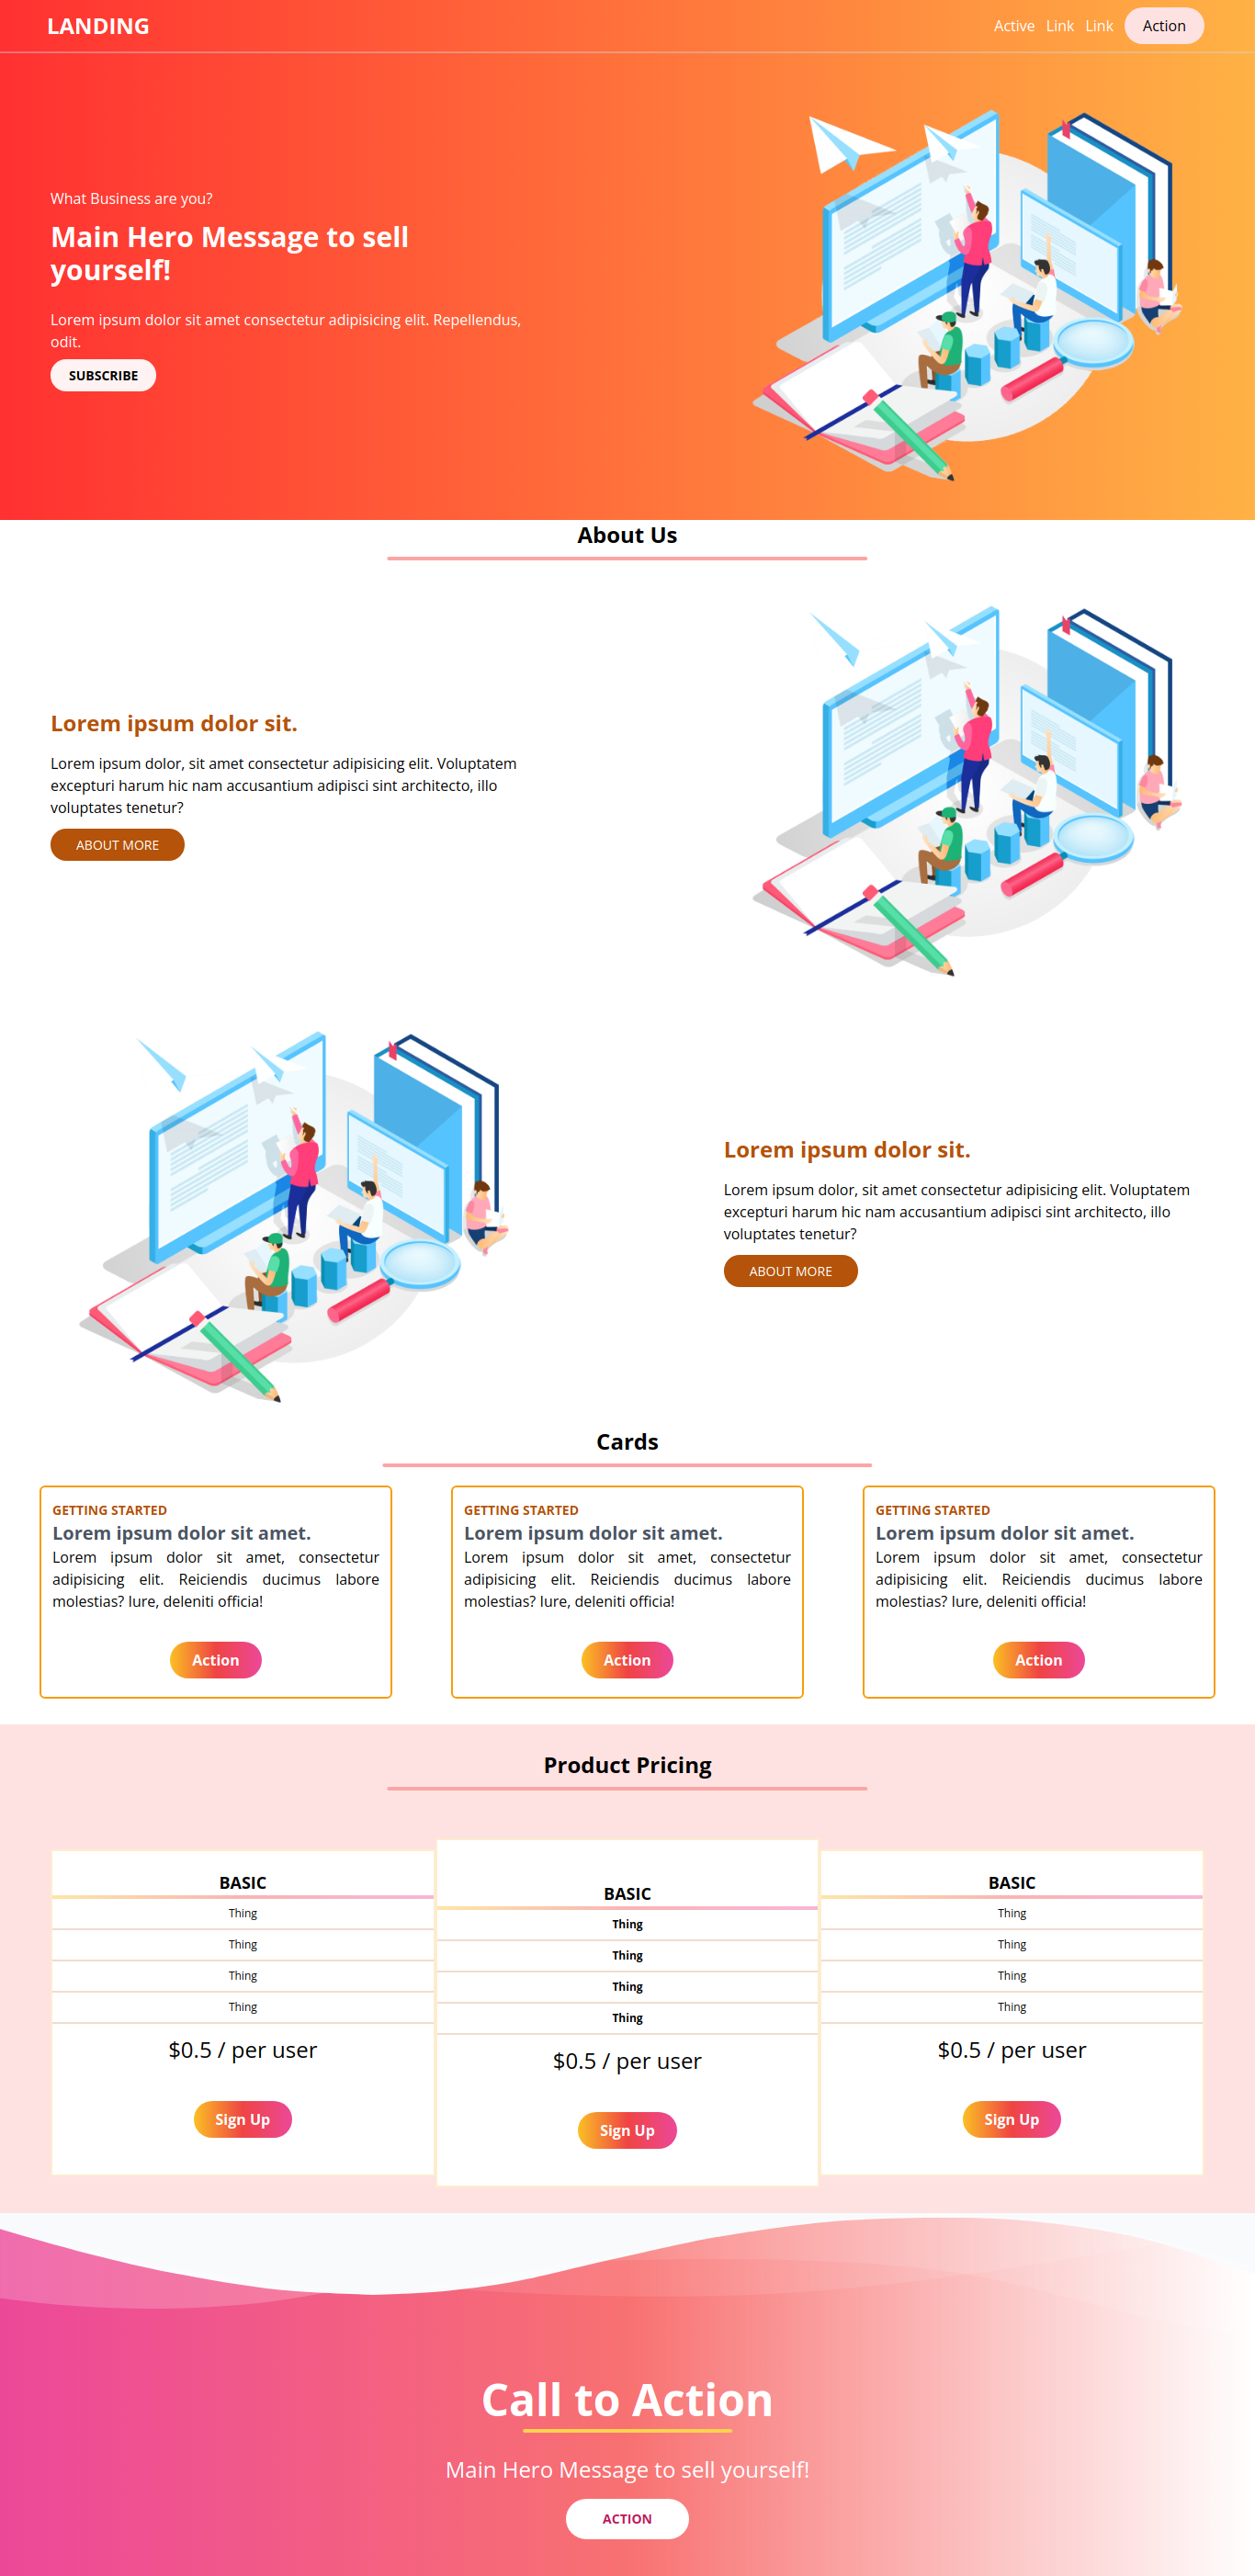 LANDING
Active Link Link Action
What Business are you?
Main Hero Message to sell
yourself!
Lorem ipsum dolor sit amet consectetur adipisicing elit. Repellendus,
odit.
SUBSCRIBE
About Us
Lorem ipsum dolor sit.
Lorem ipsum dolor, sit amet consectetur adipisicing elit. Voluptatem
excepturi harum hic nam accusantium adipisci sint architecto, illo
voluptates tenetur?
ABOUT MORE
Lorem ipsum dolor sit.
Lorem ipsum dolor, sit amet consectetur adipisicing elit. Voluptatem
excepturi harum hic nam accusantium adipisci sint architecto, illo
voluptates tenetur?
ABOUT MORE
Cards
GETTING STARTED
Lorem ipsum dolor sit amet.
Lorem ipsum dolor sit amet, consectetur
adipisicing elit. Reiciendis ducimus labore
molestias? Iure, deleniti officia!
Action
GETTING STARTED
Lorem ipsum dolor sit amet.
Lorem ipsum dolor sit amet, consectetur
adipisicing elit. Reiciendis ducimus labore
molestias? Iure, deleniti officia!
Action
GETTING STARTED
Lorem ipsum dolor sit amet.
Lorem ipsum dolor sit amet, consectetur
adipisicing elit. Reiciendis ducimus labore
molestias? Iure, deleniti officia!
Action
Product Pricing
BASIC
Thing
Thing
Thing
Thing
$0.5 / per user
Sign Up
BASIC
Thing
Thing
Thing
Thing
$0.5 / per user
Sign Up
BASIC
Thing
Thing
Thing
Thing
$0.5 / per user
Sign Up
Call to Action
Main Hero Message to sell yourself!
ACTION